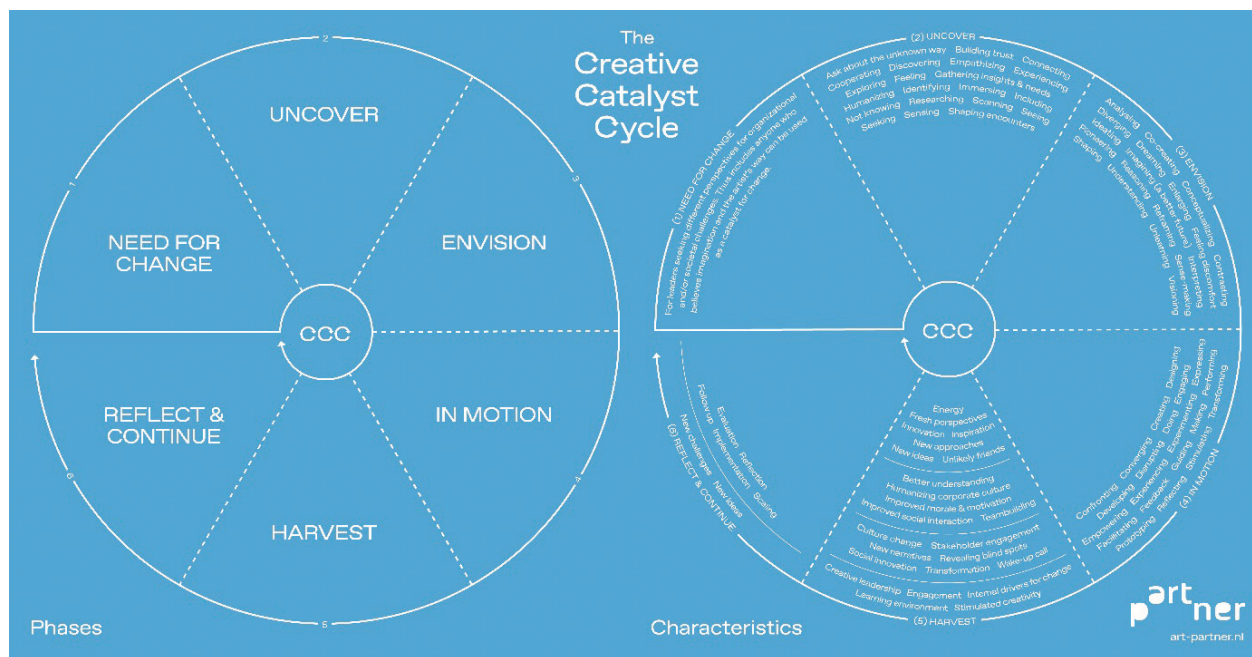 The
Creative
Catalyst
Cycle
1
NEED FOR
CHANGE
2
UNCOVER
3
ENVISION
4
IN MOTION
5
HARVEST
6
REFLECT &
CONTINUE
CCC
Phases
(1) NEED FOR CHANGE
For leaders seeking different perspectives for organizational
and/or societal challenges. Thus includes anyone who
believes imagination and the artist's way can be used
as a catalyst for change.
(2) UNCOVER
Ask about the unknown way Building trust Connecting
Cooperating Discovering Empathizing Experiencing
Exploring Feeling Gathering insights & needs
Humanizing Identifying Immersing Including
Not knowing Researching Scanning Seeing
Seeking Sensing Shaping encounters
(3) ENVISION
Analysing Co-creating Conceptualizing Contrasting
Diverging Dreaming Enlarging Feeling discomfort
Ideating Imagining (a better future) Interpreting
Pioneering Reasoning Reframing Sense-making
Shaping Understanding Unlearning Visioning
(4) IN MOTION
Confronting Converging Creating Designing
Developing Disrupting Doing Engaging
Empowering Experiencing Experimenting Expressing
Facilitating Feedback Guiding Making Performing
Prototyping Reflecting Stimulating Transforming
Energy
Fresh perspectives
Innovation Inspiration
New approaches
New ideas Unlikely friends
Better understanding
Humanizing corporate culture
Improved morale & motivation
Improved social interaction Teambuilding
Culture change Stakeholder engagement
New narratives Revealing blind spots
Social innovation Transformation Wake-up call
Creative leadership Engagement Internal drivers for change
Learning environment Stimulated creativity
(5) HARVEST
Evaluation Reflection
Follow-up Implementation Scaling
New challenges New ideas
(6) REFLECT & CONTINUE
CCC
Characteristics
art
partner
art-partner.nl